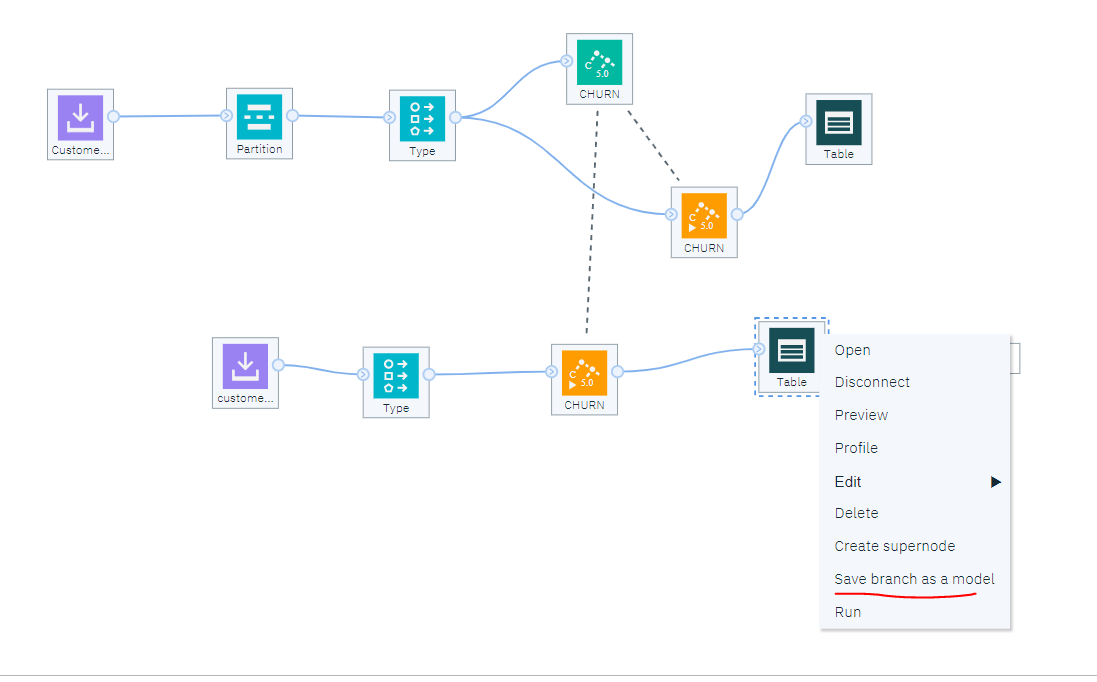 C 5.0
CHURN
Custome...
Partition
Type
Table
C 5.0
CHURN
custome...
Type
C 5.0
CHURN
Table
Open
Disconnect
Preview
Profile
Edit
Delete
Create supernode
Save branch as a model
Run